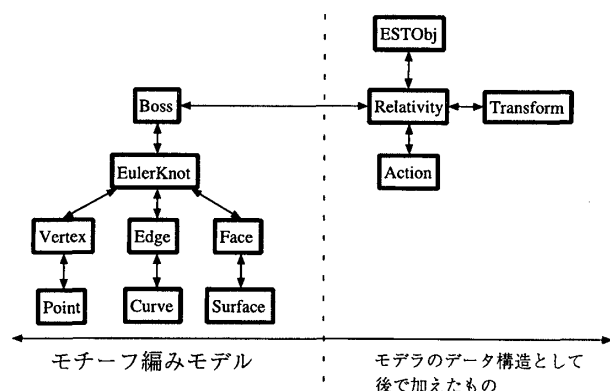 ESTObj
Boss
Relativity
Transform
EulerKnot
Action
Vertex
Edge
Face
Point
Curve
Surface
モチーフ編みモデル
モデラのデータ構造として
後で加えたもの